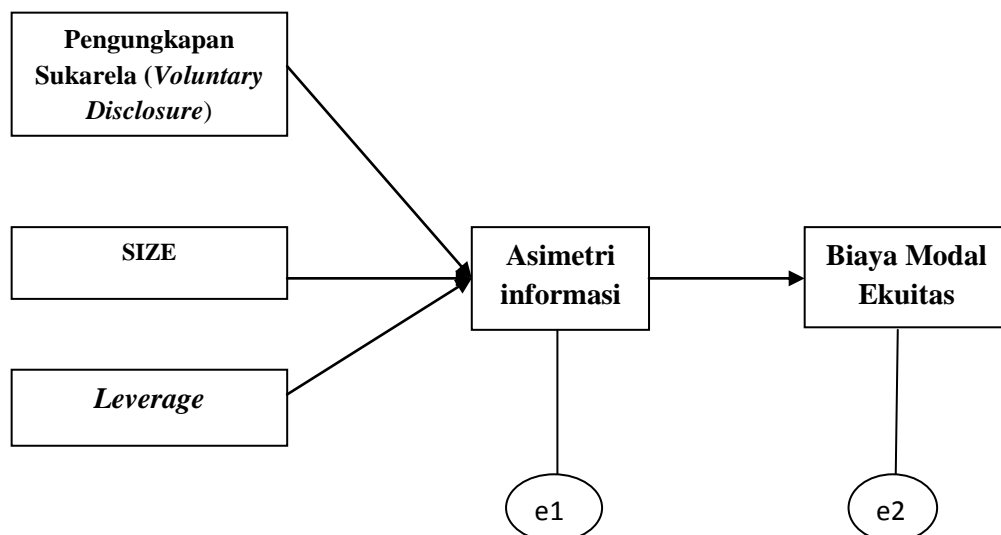 Pengungkapan
Sukarela (Voluntary
Disclosure)
SIZE
Leverage
Asimetri
informasi
Biaya Modal
Ekuitas
e1
e2